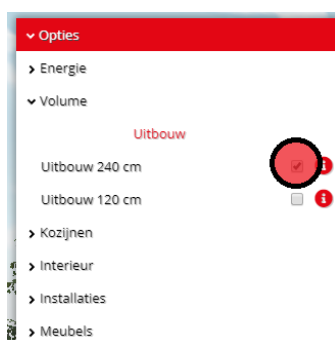 Opties
Energie
Volume
Uitbouw
Uitbouw 240 cm
Uitbouw 120 cm
Kozijnen
Interieur
Installaties
Meubels